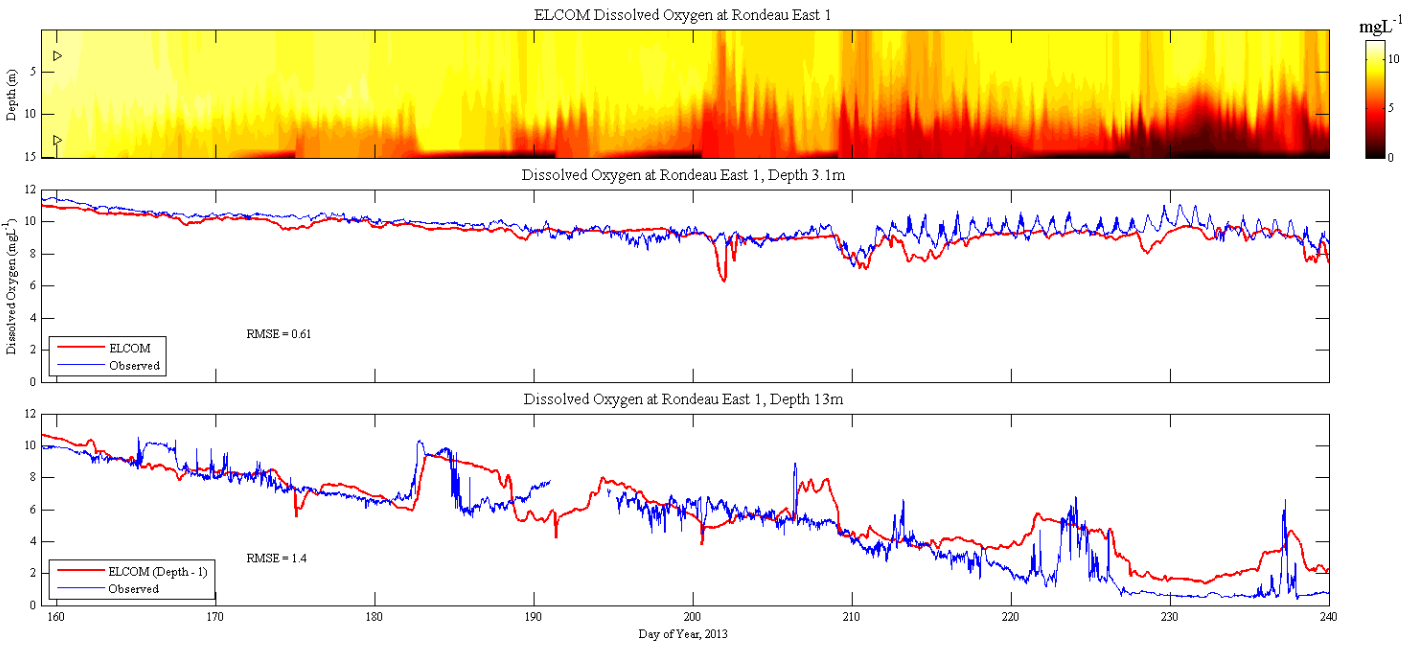 ELCOM Dissolved Oxygen at Rondeau East 1
mgL-1
Depth (m)
5
10
15
10
5
0
Dissolved Oxygen at Rondeau East 1, Depth 3.1m
Dissolved Oxygen (mgL-1)
12
10
8
6
4
2
0
RMSE = 0.61
ELCOM
Observed
Dissolved Oxygen at Rondeau East 1, Depth 13m
12
10
8
6
4
2
0
RMSE = 1.4
ELCOM (Depth - 1)
Observed
160 170 180 190 200 210 220 230 240
Day of Year, 2013